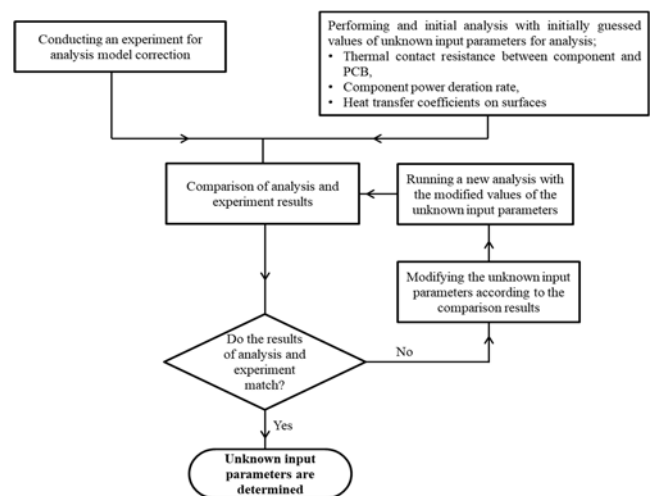 Conducting an experiment for
analysis model correction
Performing and initial analysis with initially guessed
values of unknown input parameters for analysis;
• Thermal contact resistance between component and
PCB,
• Component power deration rate,
• Heat transfer coefficients on surfaces
Comparison of analysis and
experiment results
Running a new analysis with
the modified values of the
unknown input parameters
Modifying the unknown input
parameters according to the
comparison results
Do the results
of analysis and
experiment
match?
No
Yes
Unknown input
parameters are
determined